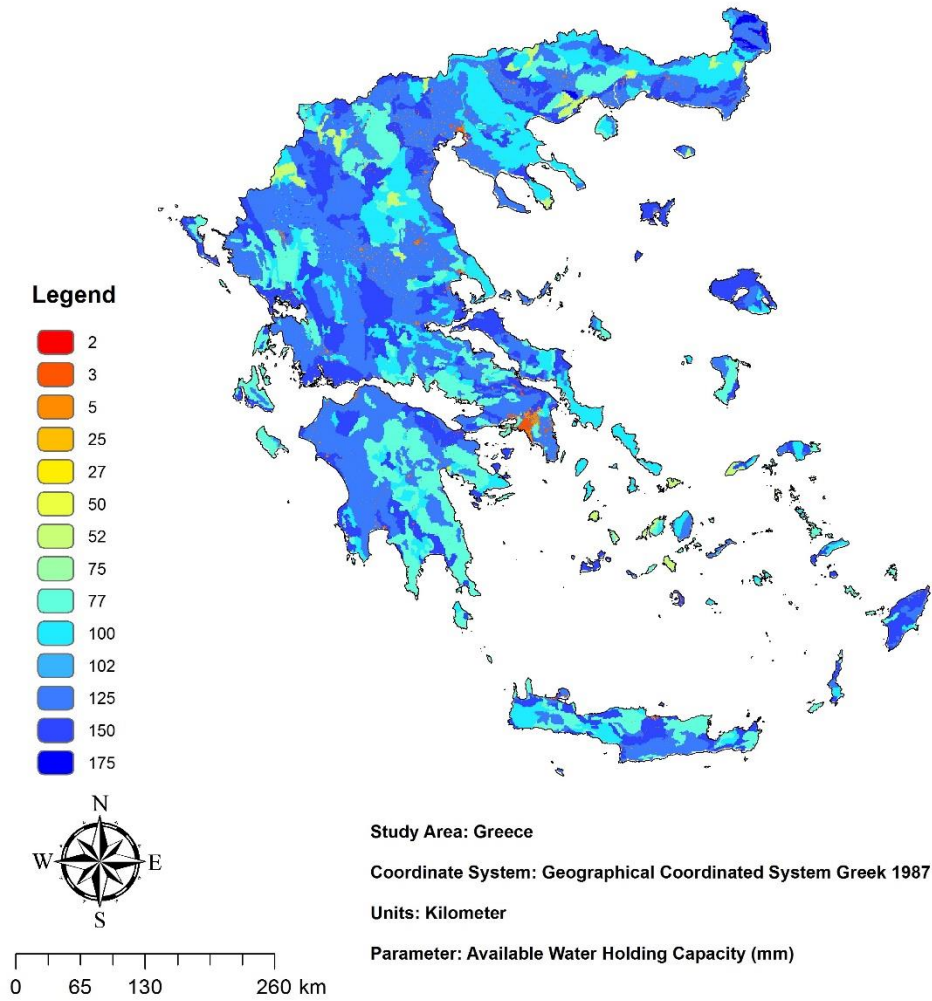 Legend
2
3
5
25
27
50
52
75
77
100
102
125
150
175
N
W E
S
0 65 130 260 km
Study Area: Greece
Coordinate System: Geographical Coordinated System Greek 1987
Units: Kilometer
Parameter: Available Water Holding Capacity (mm)